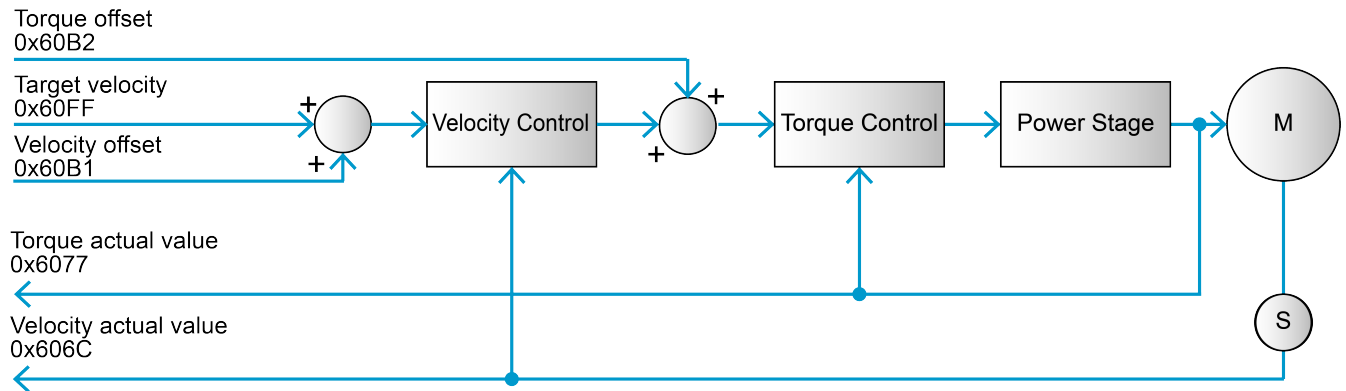 Torque offset
0x60B2
Target velocity
0x60FF
Velocity offset
0x60B1
+
+
Velocity Control
+
+
Torque Control
Power Stage
M
Torque actual value
0x6077
Velocity actual value
0x606C
S